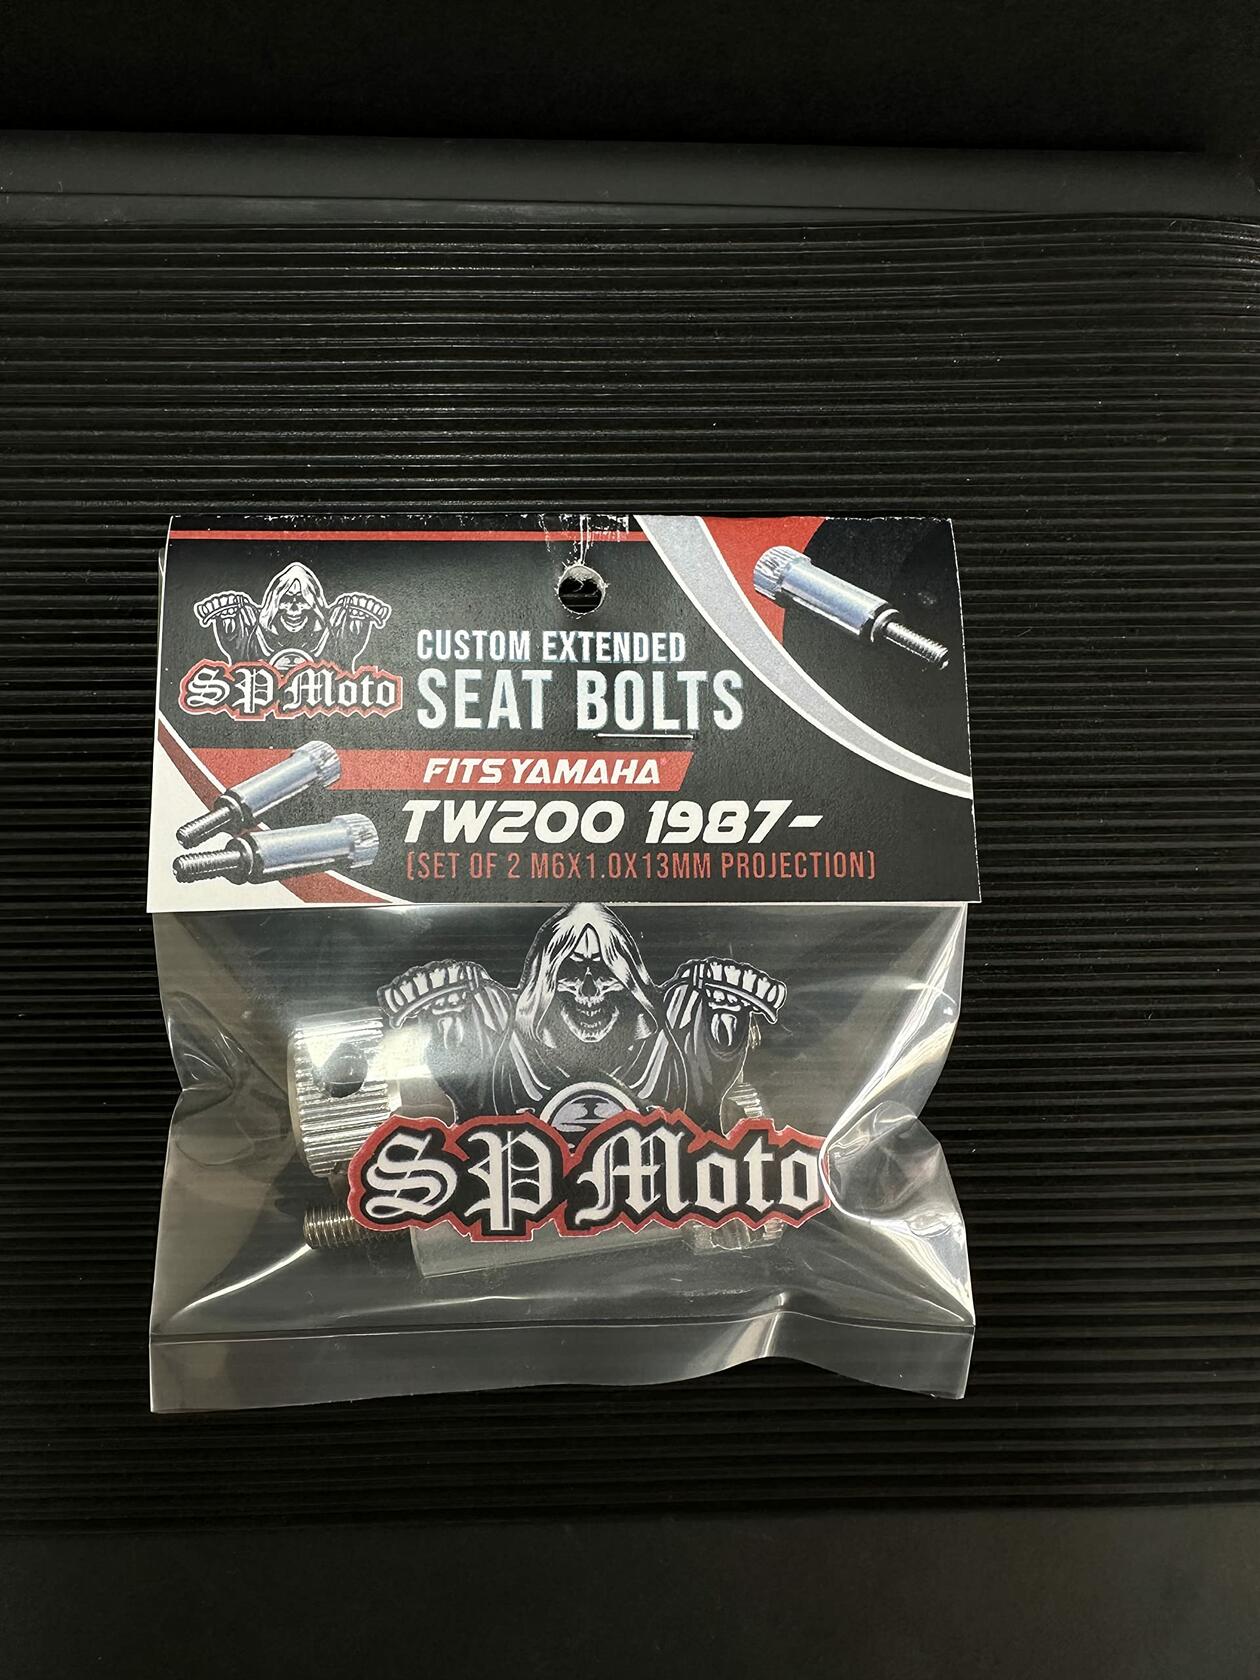 SP Moto
CUSTOM EXTENDED
SEAT BOLTS
FITS YAMAHA
TW200 1987-
(SET OF 2 M6X1.0X13MM PROJECTION)
SP Moto